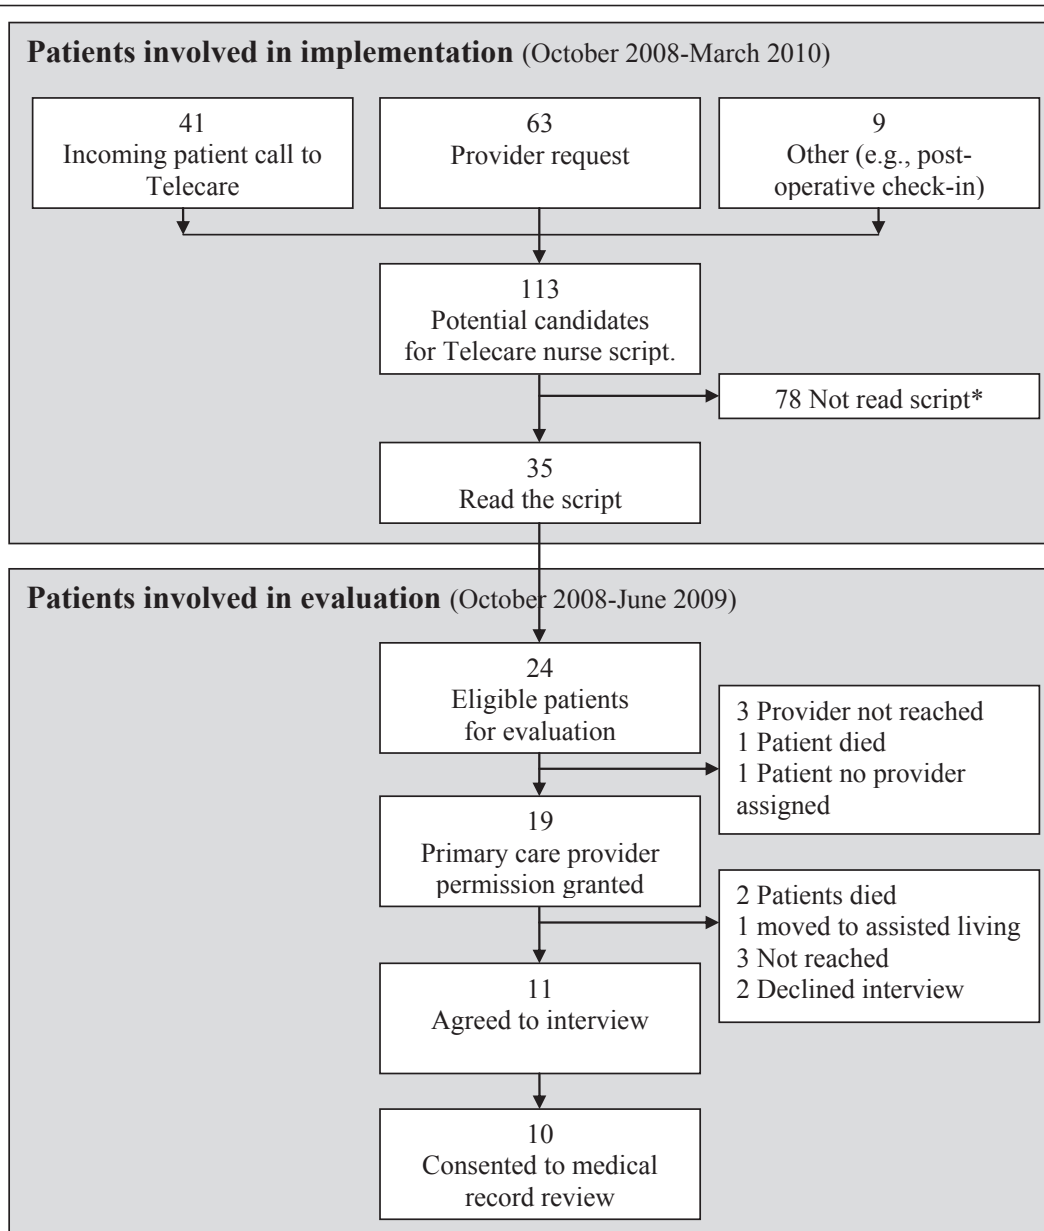 Patients involved in implementation (October 2008-March 2010)
41
Incoming patient call to
Telecare
63
Provider request
9
Other (e.g., post-
operative check-in)
113
Potential candidates
for Telecare nurse script.
78 Not read script*
35
Read the script
Patients involved in evaluation (October 2008-June 2009)
24
Eligible patients
for evaluation
3 Provider not reached
1 Patient died
1 Patient no provider
assigned
19
Primary care provider
permission granted
2 Patients died
1 moved to assisted living
3 Not reached
2 Declined interview
11
Agreed to interview
10
Consented to medical
record review